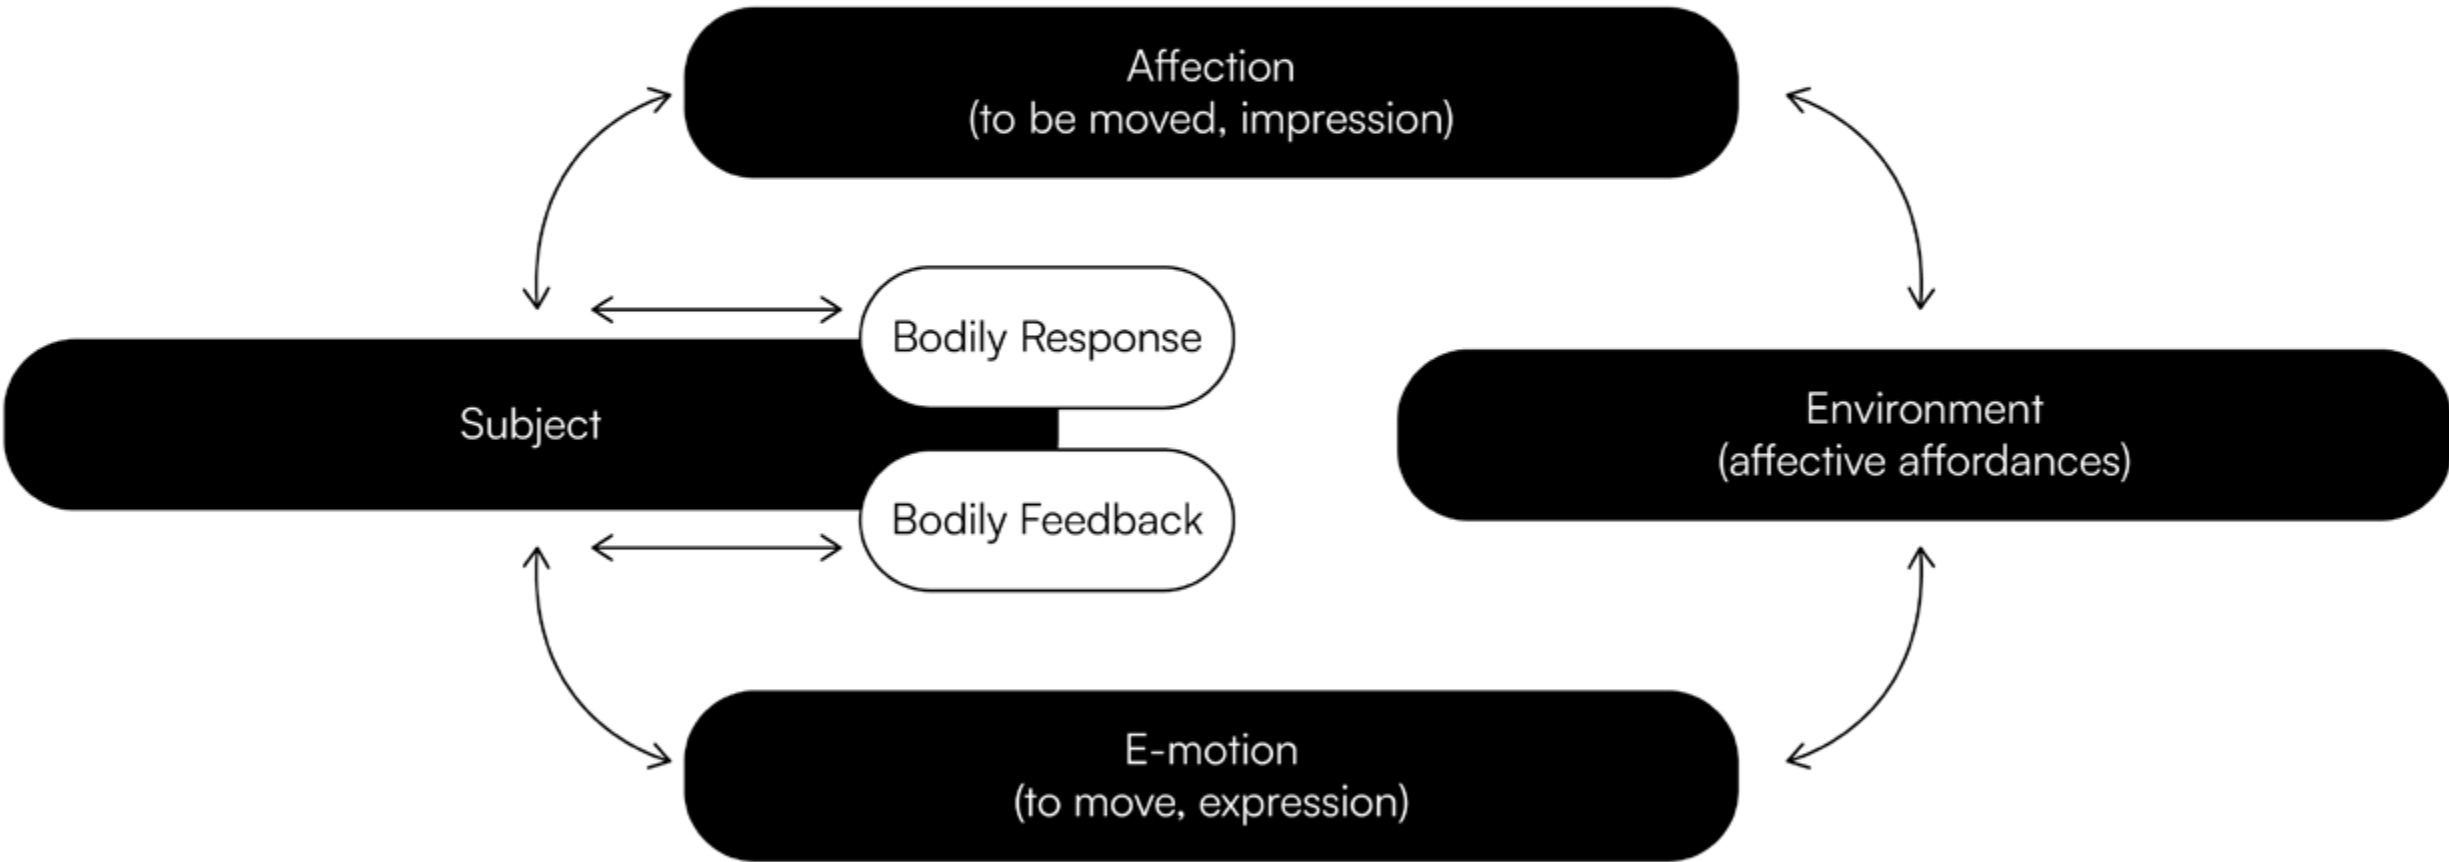 Affection
(to be moved, impression)
Bodily Response
Subject
Environment
(affective affordances)
Bodily Feedback
E-motion
(to move, expression)